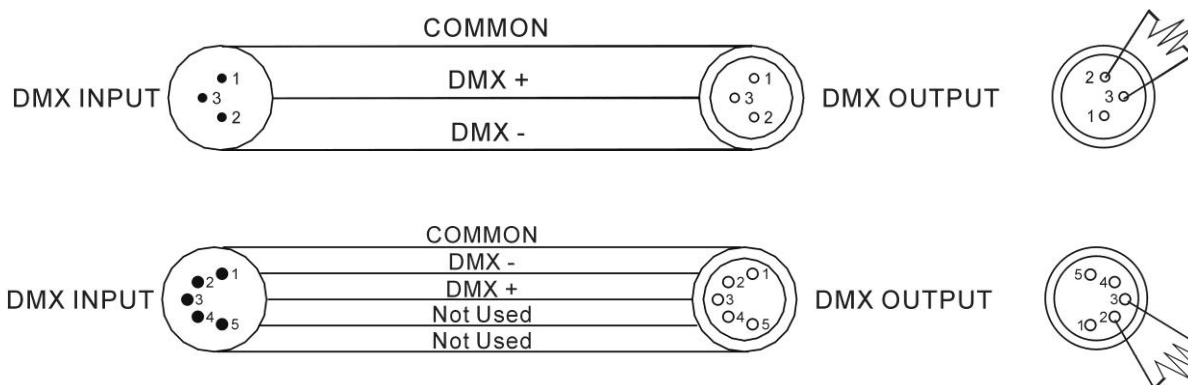 COMMON
DMX INPUT
1
3
2
DMX +
DMX -
1
3
2
DMX OUTPUT
2
3
1
COMMON
DMX -
DMX +
Not Used
Not Used
DMX INPUT
1
2
3
4
5
1
2
3
4
5
DMX OUTPUT
5
4
3
2
1